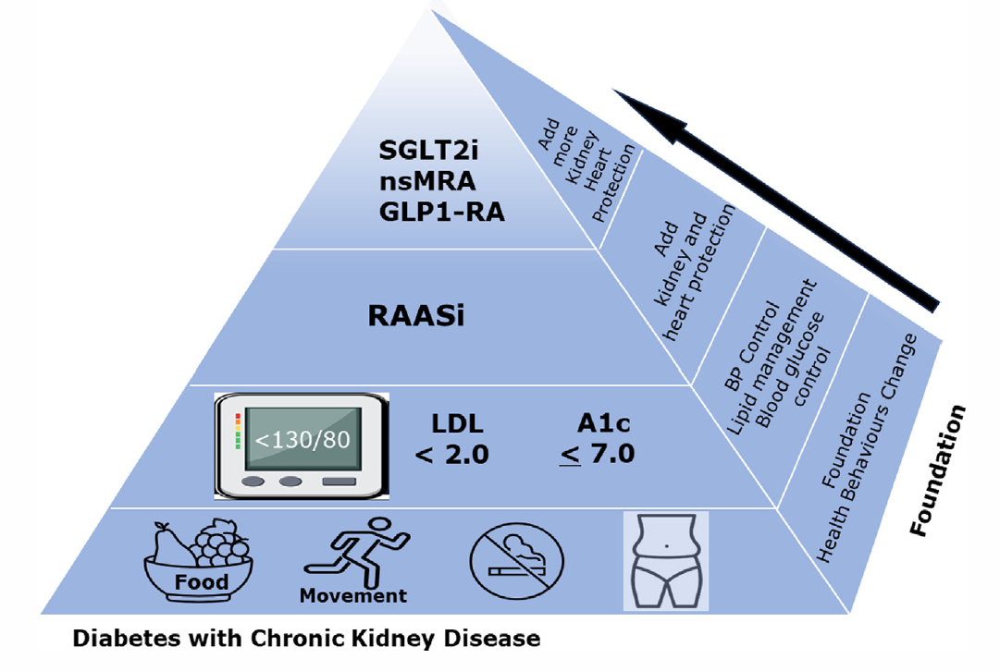 SGLT2i
nsMRA
GLP1-RA
Add
more
Kidney
Heart
Protection
RAASi
Add
kidney and
heart protection
<130/80
LDL
< 2.0
A1c
≤ 7.0
BP Control
Lipid management
Blood glucose
control
Food
Movement
Foundation
Health Behaviours Change
Foundation
Diabetes with Chronic Kidney Disease